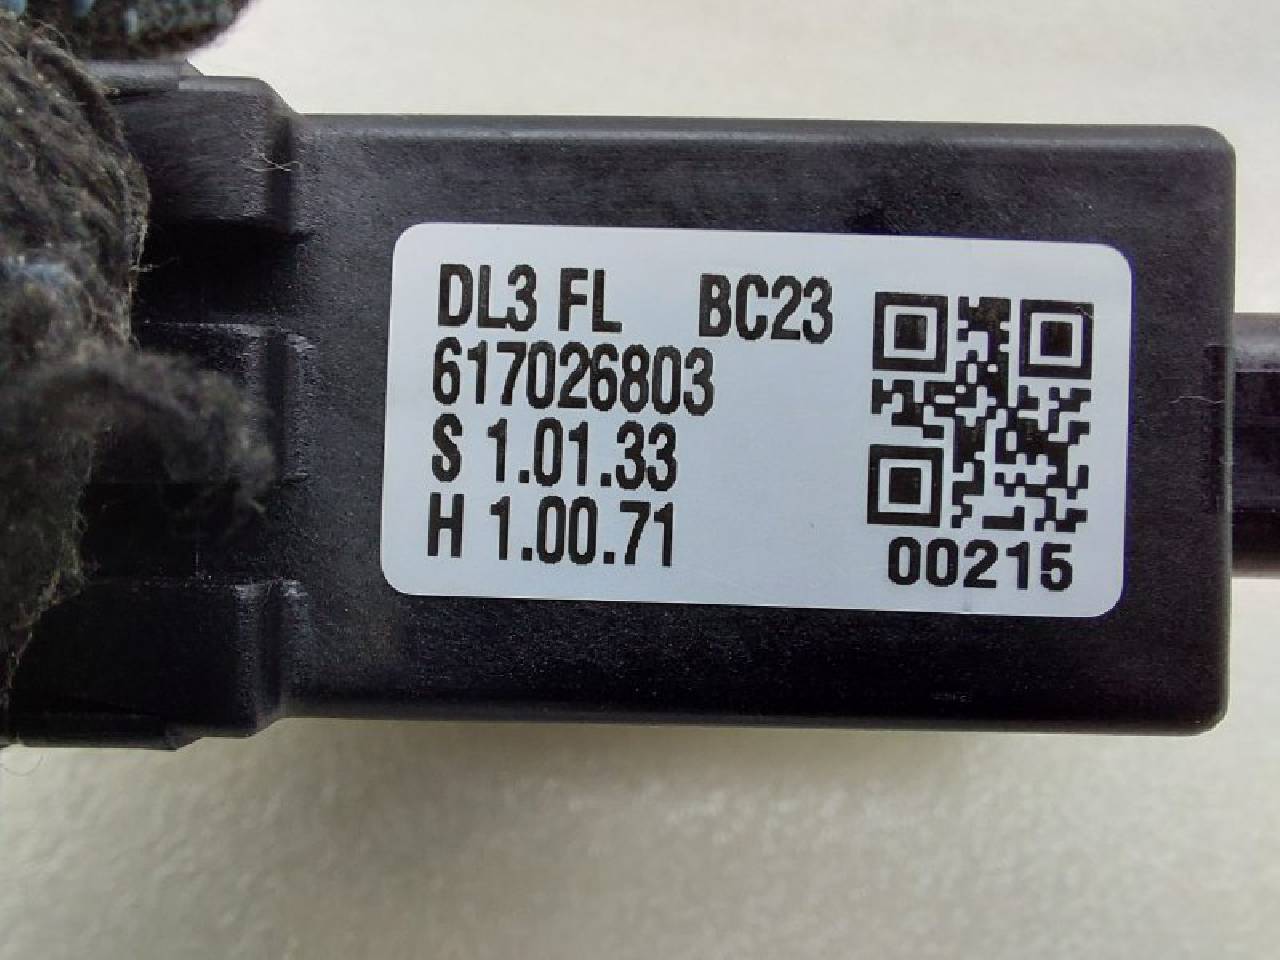 DL3 FL BC23
617026803
S 1.01.33
H 1.00.71
00215